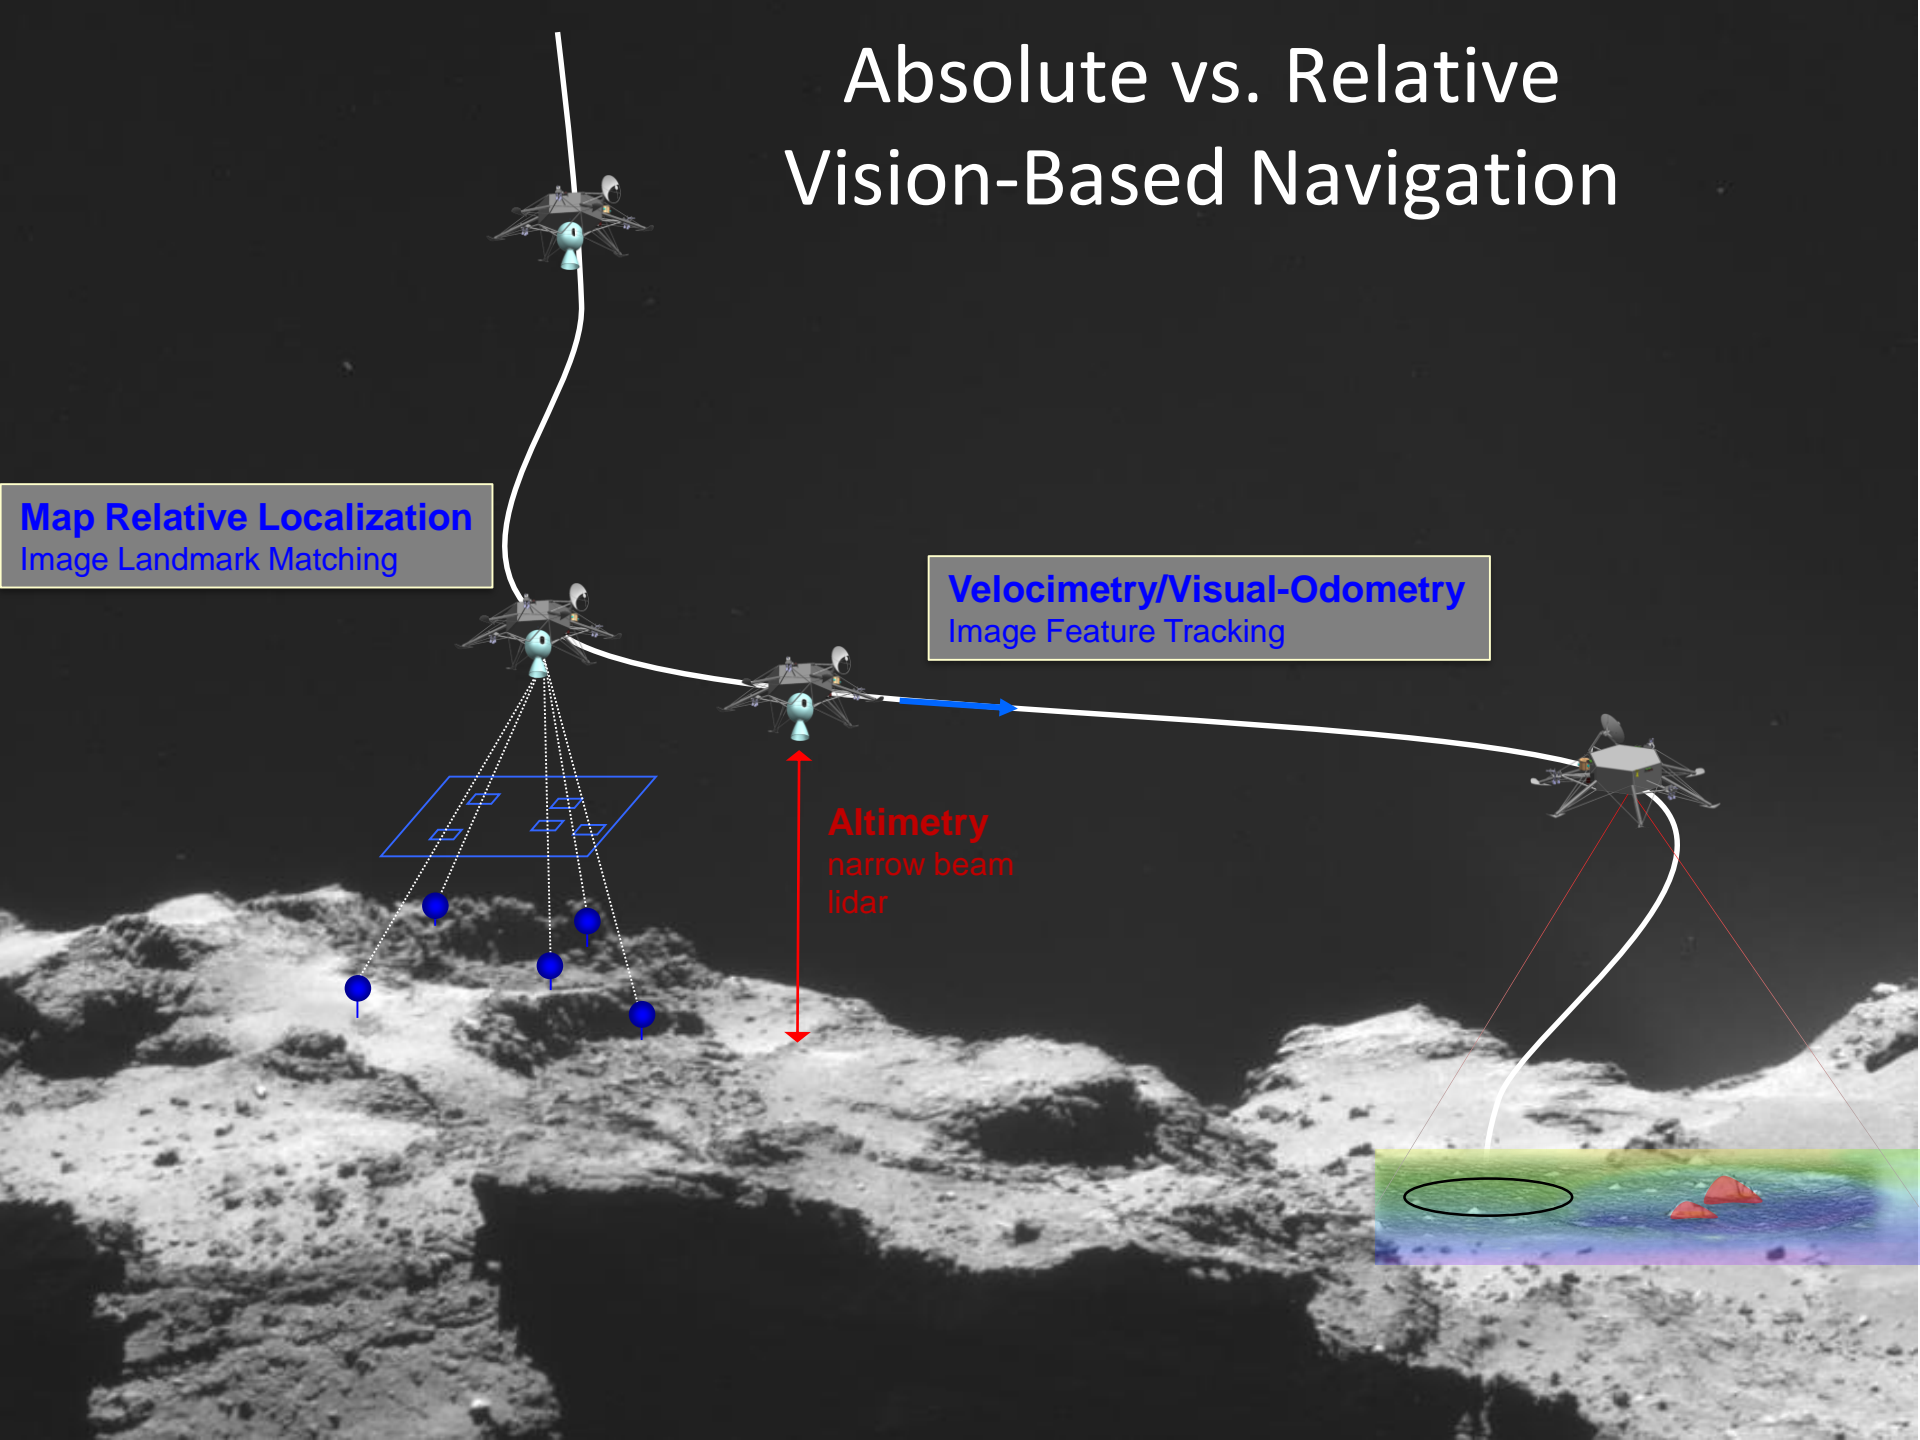 Absolute vs. Relative
Vision-Based Navigation
Map Relative Localization
Image Landmark Matching
Velocimetry/Visual-Odometry
Image Feature Tracking
Altimetry
narrow beam
lidar